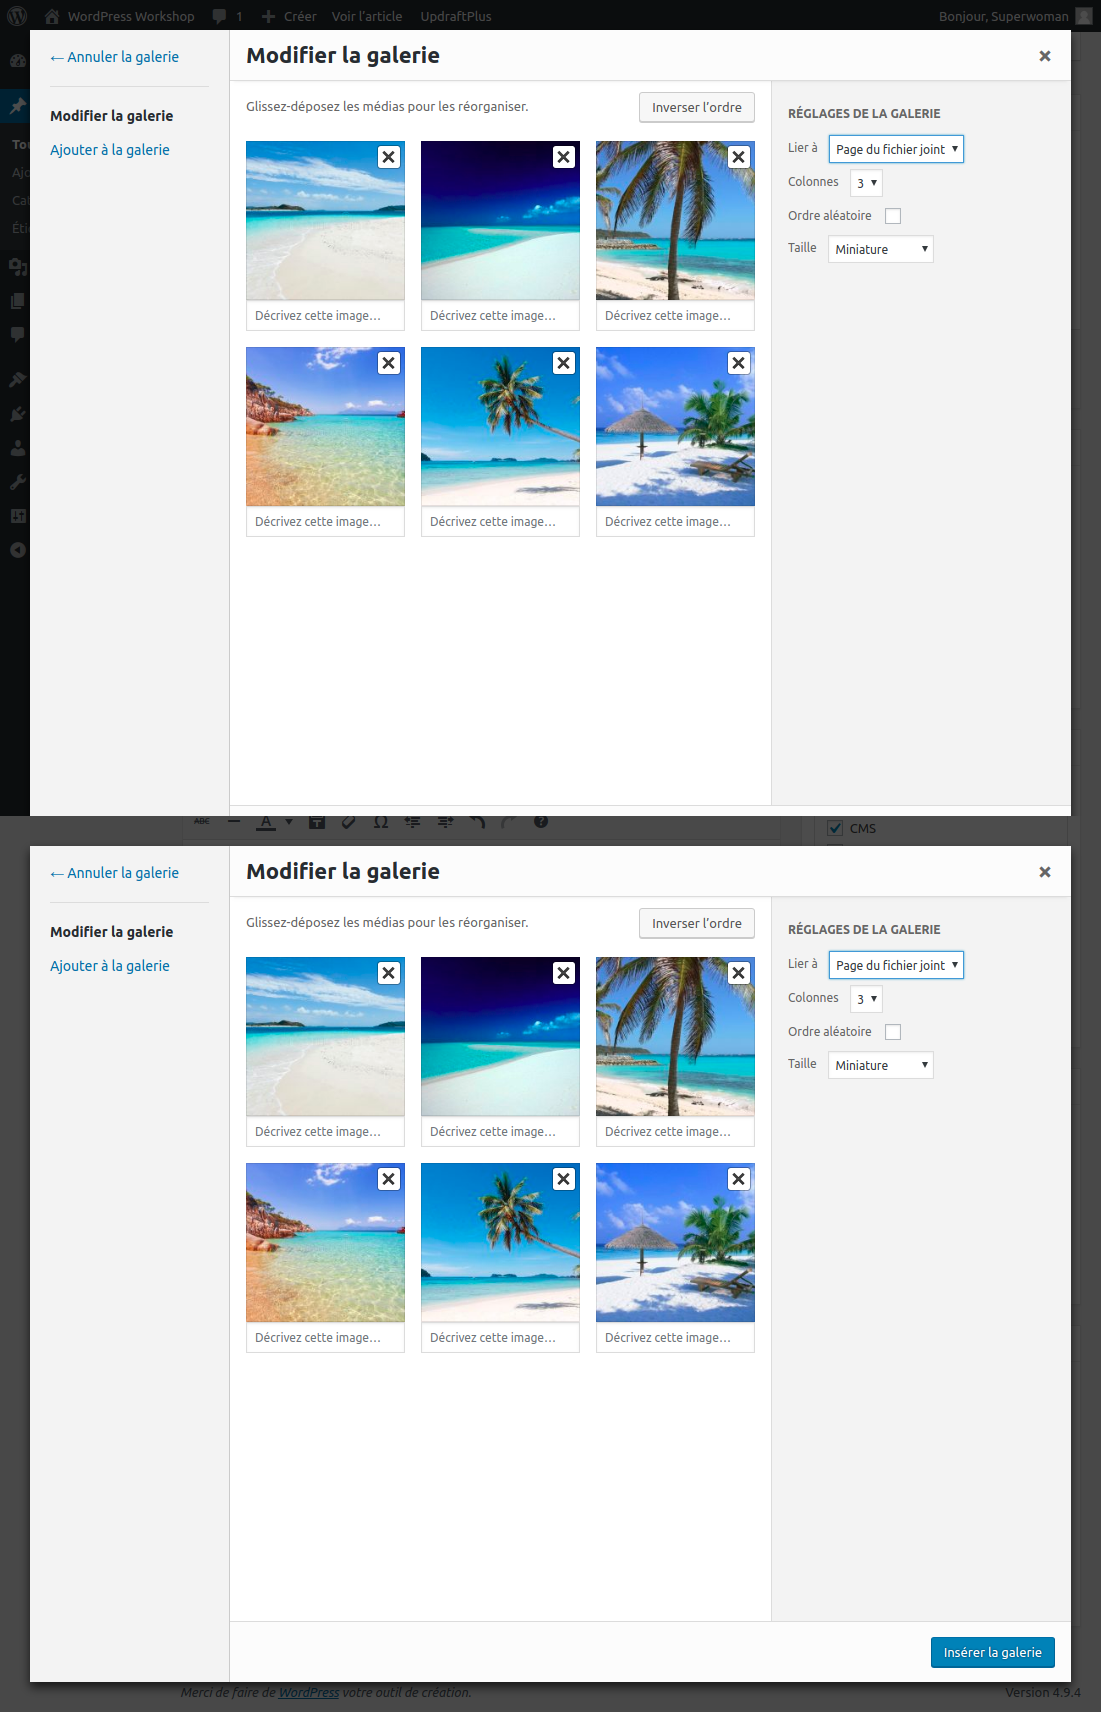 WordPress Workshop 1 Créer Voir l'article UpdraftPlus Bonjour, Superwoman
← Annuler la galerie
Modifier la galerie
Modifier la galerie
Ajouter à la galerie
Glissez-déposez les médias pour les réorganiser.
Inverser l'ordre
Décrivez cette image…
Décrivez cette image…
Décrivez cette image…
Décrivez cette image…
Décrivez cette image…
Décrivez cette image…
RÉGLAGES DE LA GALERIE
Lier à Page du fichier joint
Colonnes 3
Ordre aléatoire
Taille Miniature
ABC A Ω
CMS
← Annuler la galerie
Modifier la galerie
Modifier la galerie
Ajouter à la galerie
Glissez-déposez les médias pour les réorganiser.
Inverser l'ordre
Décrivez cette image…
Décrivez cette image…
Décrivez cette image…
Décrivez cette image…
Décrivez cette image…
Décrivez cette image…
RÉGLAGES DE LA GALERIE
Lier à Page du fichier joint
Colonnes 3
Ordre aléatoire
Taille Miniature
Insérer la galerie
Merci de faire de WordPress votre outil de création.
Version 4.9.4